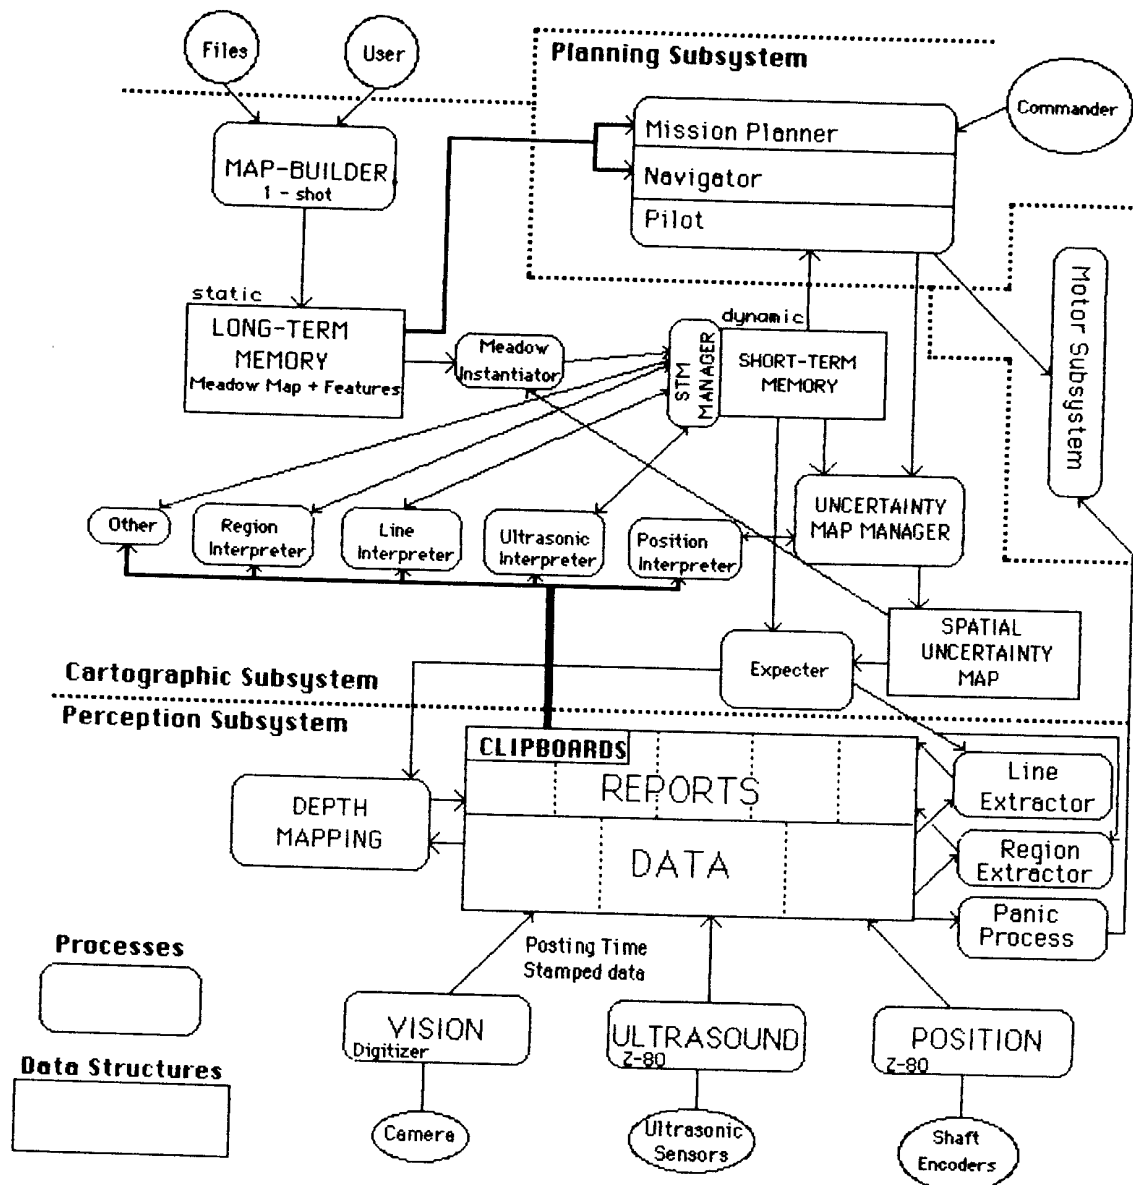 Files
User
Planning Subsystem
Commander
Mission Planner
MAP-BUILDER
1 - shot
Navigator
Pilot
static
LONG-TERM
MEMORY
Meadow Map + Features
Meadow
Instantiator
STM
MANAGER
dynamic
SHORT-TERM
MEMORY
Motor Subsystem
Other
Region
Interpreter
Line
Interpreter
Ultrasonic
Interpreter
Position
Interpreter
UNCERTAINTY
MAP MANAGER
SPATIAL
UNCERTAINTY
MAP
Expecter
Cartographic Subsystem
Perception Subsystem
CLIPBOARDS
REPORTS
DATA
DEPTH
MAPPING
Line
Extractor
Region
Extractor
Panic
Process
Posting Time
Stamped data
Processes
Data Structures
VISION
Digitizer
ULTRASOUND
Z-80
POSITION
Z-80
Camera
Ultrasonic
Sensors
Shaft
Encoders